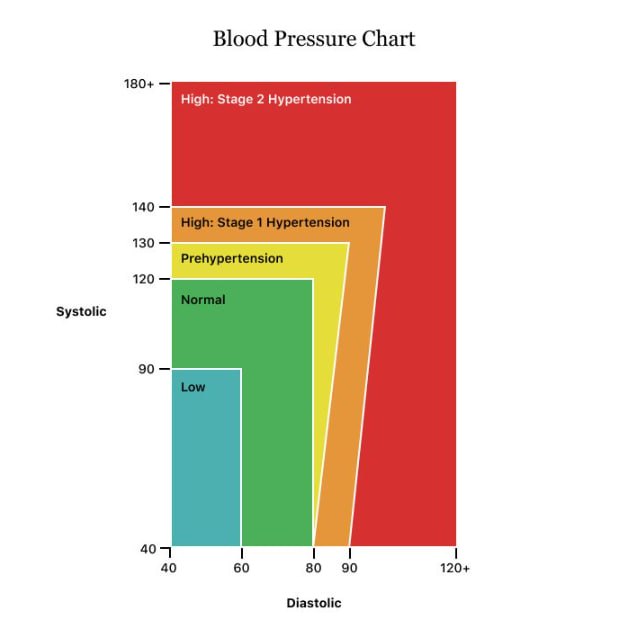 Blood Pressure Chart
180+
High: Stage 2 Hypertension
140
High: Stage 1 Hypertension
130
Prehypertension
120
Normal
Systolic
90
Low
40
40 60 80 90 120+
Diastolic